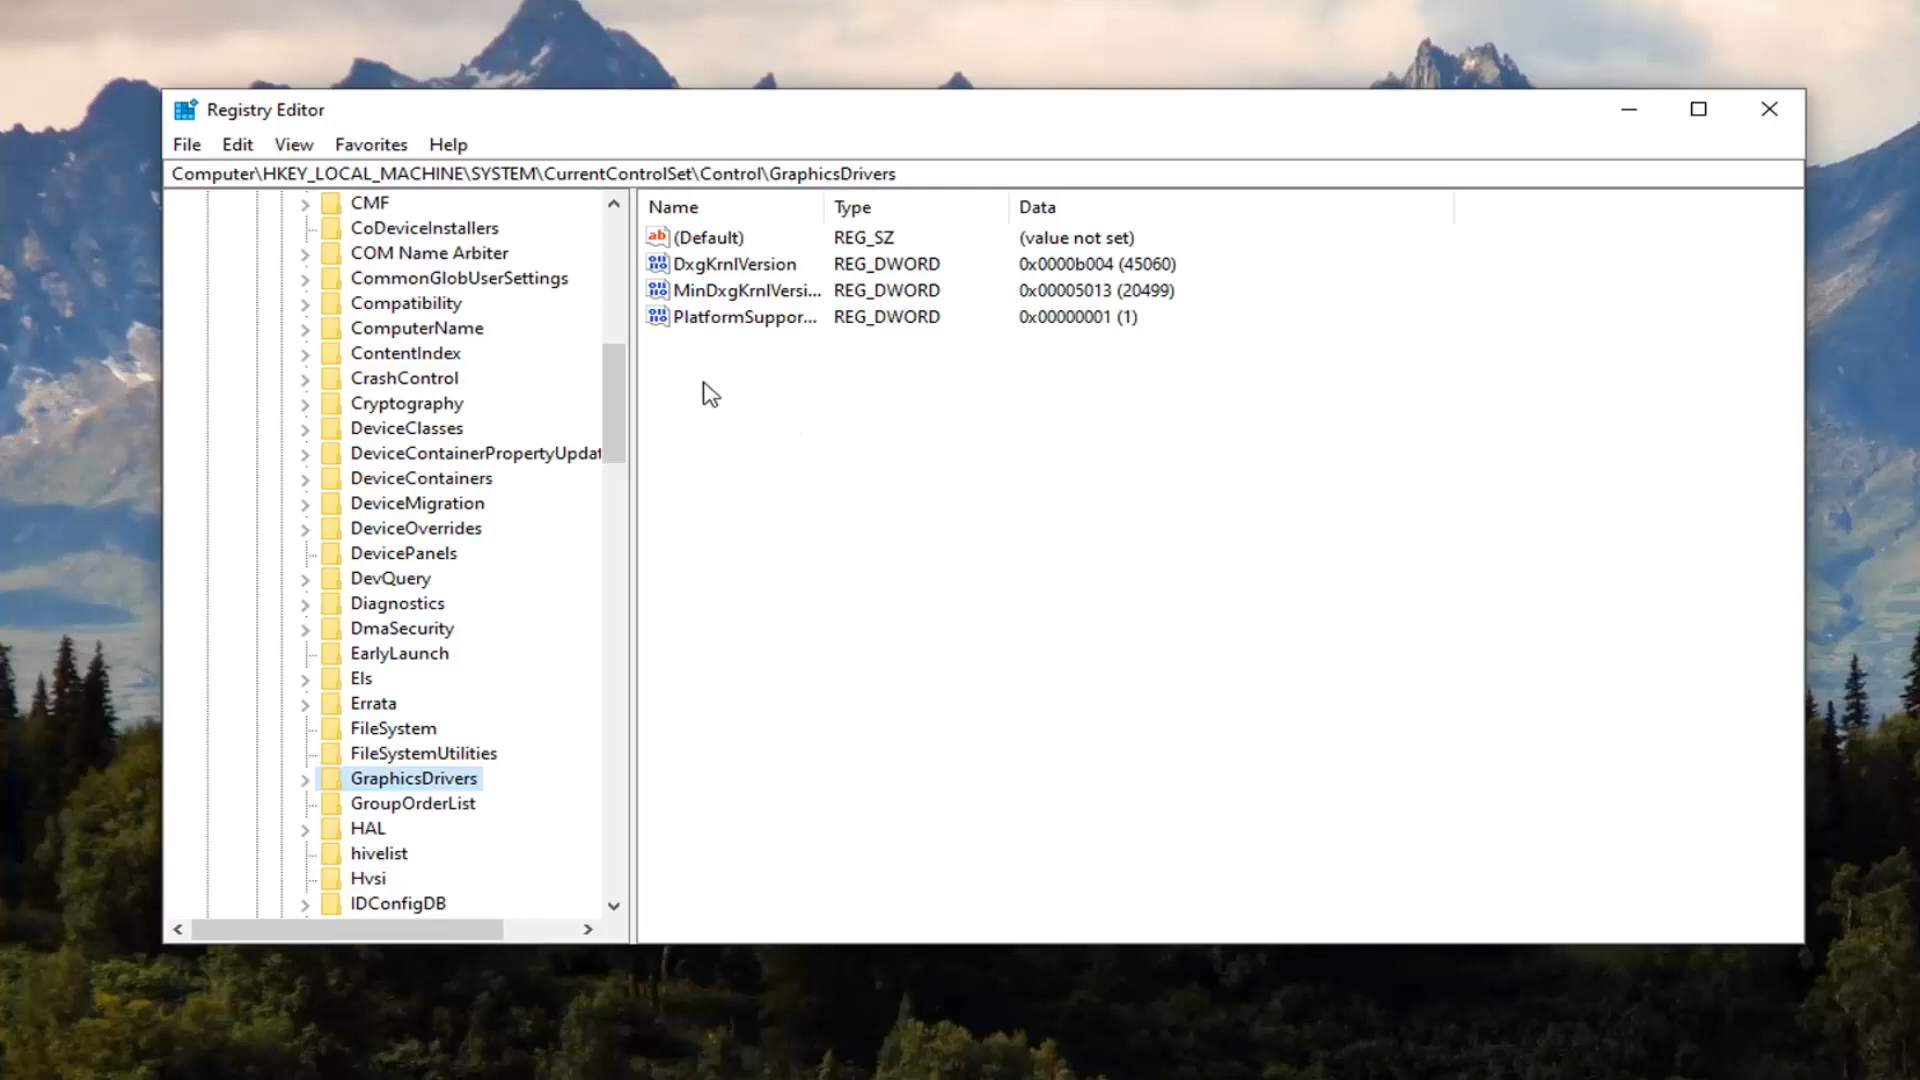 Registry Editor
File Edit View Favorites Help
Computer\HKEY_LOCAL_MACHINE\SYSTEM\CurrentControlSet\Control\GraphicsDrivers
CMF
CoDeviceInstallers
COM Name Arbiter
CommonGlobUserSettings
Compatibility
ComputerName
ContentIndex
CrashControl
Cryptography
DeviceClasses
DeviceContainerPropertyUpdat
DeviceContainers
DeviceMigration
DeviceOverrides
DevicePanels
DevQuery
Diagnostics
DmaSecurity
EarlyLaunch
Els
Errata
FileSystem
FileSystemUtilities
GraphicsDrivers
GroupOrderList
HAL
hivelist
Hvsi
IDConfigDB
Name Type Data
(Default) REG_SZ (value not set)
DxgKrnlVersion REG_DWORD 0x0000b004 (45060)
MinDxgKrnlVersi... REG_DWORD 0x00005013 (20499)
PlatformSuppor... REG_DWORD 0x00000001 (1)